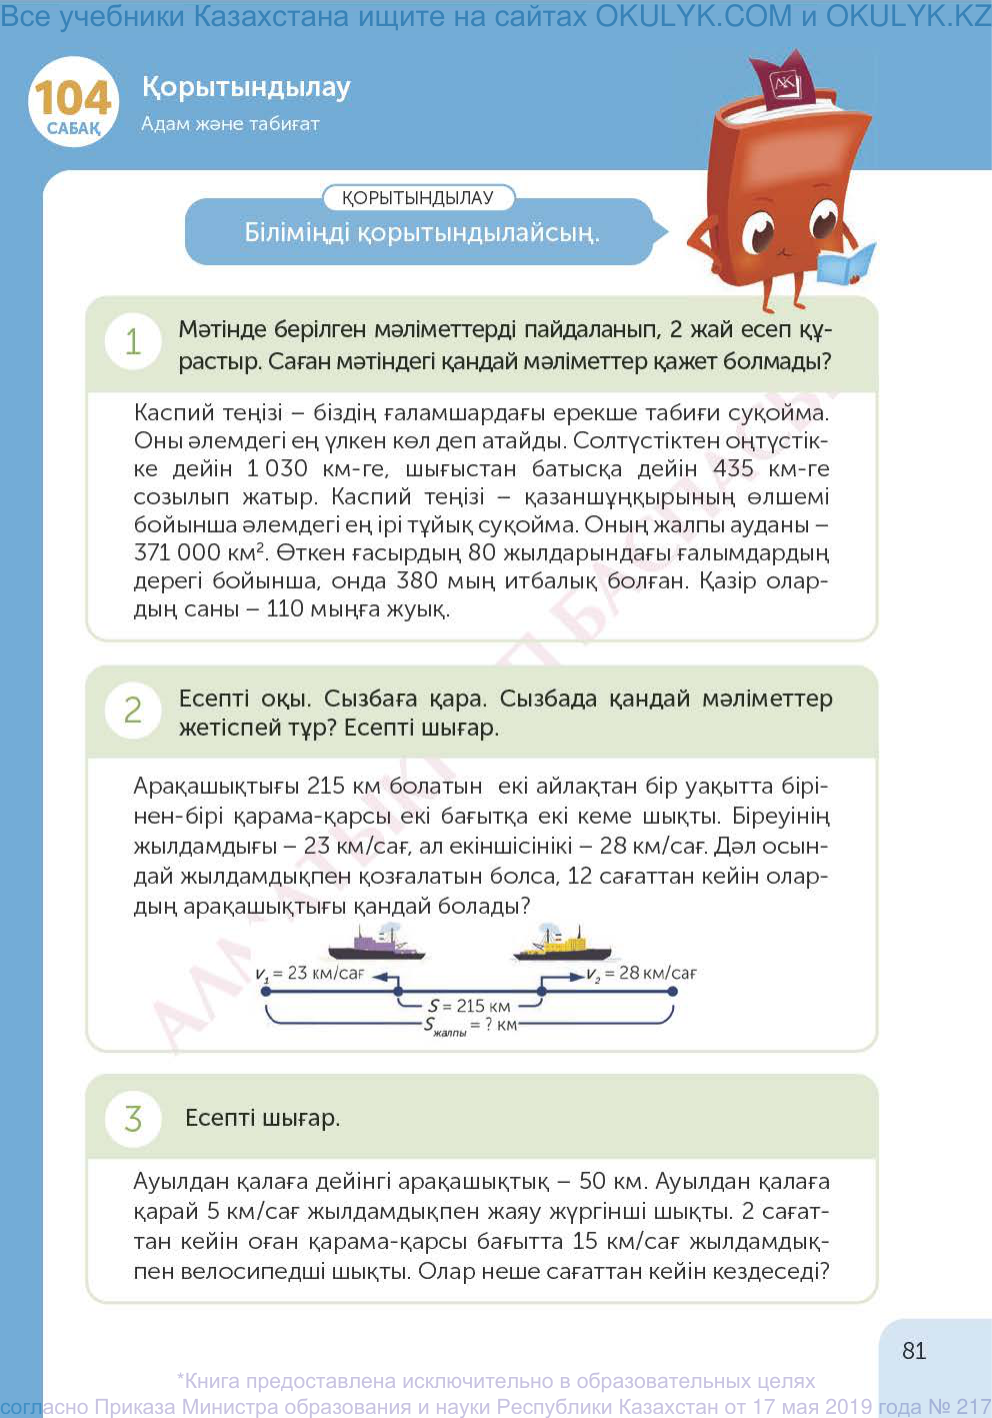 Все учебники Казахстана ищите на сайтах OKULYK.COM и OKULYK.KZ
104
САБАҚ
Қорытындылау
Адам және табиғат
АК
ҚОРЫТЫНДЫЛАУ
Біліміңді қорытындылайсың.
1
Мәтінде берілген мәліметтерді пайдаланып, 2 жай есеп құ-
растыр. Саған мәтіндегі қандай мәліметтер қажет болмады?
Каспий теңізі – біздің ғаламшардағы ерекше табиғи суқойма.
Оны әлемдегі ең үлкен көл деп атайды. Солтүстіктен оңтүстік-
ке дейін 1 030 км-ге, шығыстан батысқа дейін 435 км-ге
созылып жатыр. Каспий теңізі – қазаншұңқырының өлшемі
бойынша әлемдегі ең ірі тұйық суқойма. Оның жалпы ауданы –
371 000 км². Өткен ғасырдың 80 жылдарындағы ғалымдардың
дерегі бойынша, онда 380 мың итбалық болған. Қазір олар-
дың саны – 110 мыңға жуық.
2
Есепті оқы. Сызбаға қара. Сызбада қандай мәліметтер
жетіспей тұр? Есепті шығар.
Арақашықтығы 215 км болатын екі айлақтан бір уақытта бірі-
нен-бірі қарама-қарсы екі бағытқа екі кеме шықты. Біреуінің
жылдамдығы – 23 км/сағ, ал екіншісінікі – 28 км/сағ. Дәл осын-
дай жылдамдықпен қозғалатын болса, 12 сағаттан кейін олар-
дың арақашықтығы қандай болады?
v₁ = 23 км/сағ
v₂ = 28 км/сағ
S = 215 км
Sжалпы = ? км
3
Есепті шығар.
Ауылдан қалаға дейінгі арақашықтық – 50 км. Ауылдан қалаға
қарай 5 км/сағ жылдамдықпен жаяу жүргінші шықты. 2 сағат-
тан кейін оған қарама-қарсы бағытта 15 км/сағ жылдамдық-
пен велосипедші шықты. Олар неше сағаттан кейін кездеседі?
81
*Книга предоставлена исключительно в образовательных целях
согласно Приказа Министра образования и науки Республики Казахстан от 17 мая 2019 года № 217